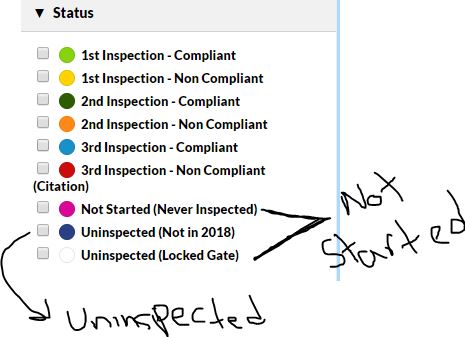 ▼ Status
1st Inspection - Compliant
1st Inspection - Non Compliant
2nd Inspection - Compliant
2nd Inspection - Non Compliant
3rd Inspection - Compliant
3rd Inspection - Non Compliant
(Citation)
Not Started (Never Inspected)
Uninspected (Not in 2018)
Uninspected (Locked Gate)
Not
Started
Uninspected